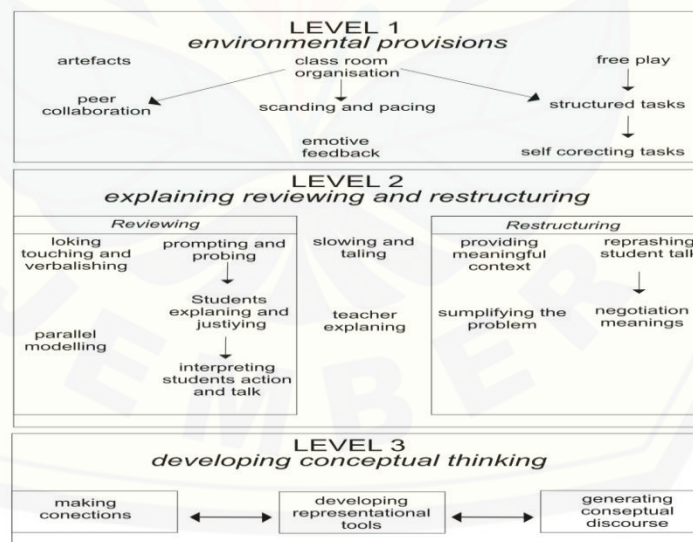 LEVEL 1
environmental provisions
artefacts
class room
organisation
free play
peer
collaboration
scanding and pacing
structured tasks
emotive
feedback
self corecting tasks
LEVEL 2
explaining reviewing and restructuring
Reviewing
loking
touching and
verbalishing
prompting and
probing
Students
explaning and
justiying
parallel
modelling
interpreting
students action
and talk
slowing and
taling
teacher
explaning
Restructuring
providing
meaningful
context
reprashing
student talk
sumplifying the
problem
negotiation
meanings
LEVEL 3
developing conceptual thinking
making
conections
developing
representational
tools
generating
conseptual
discourse
JEMBER